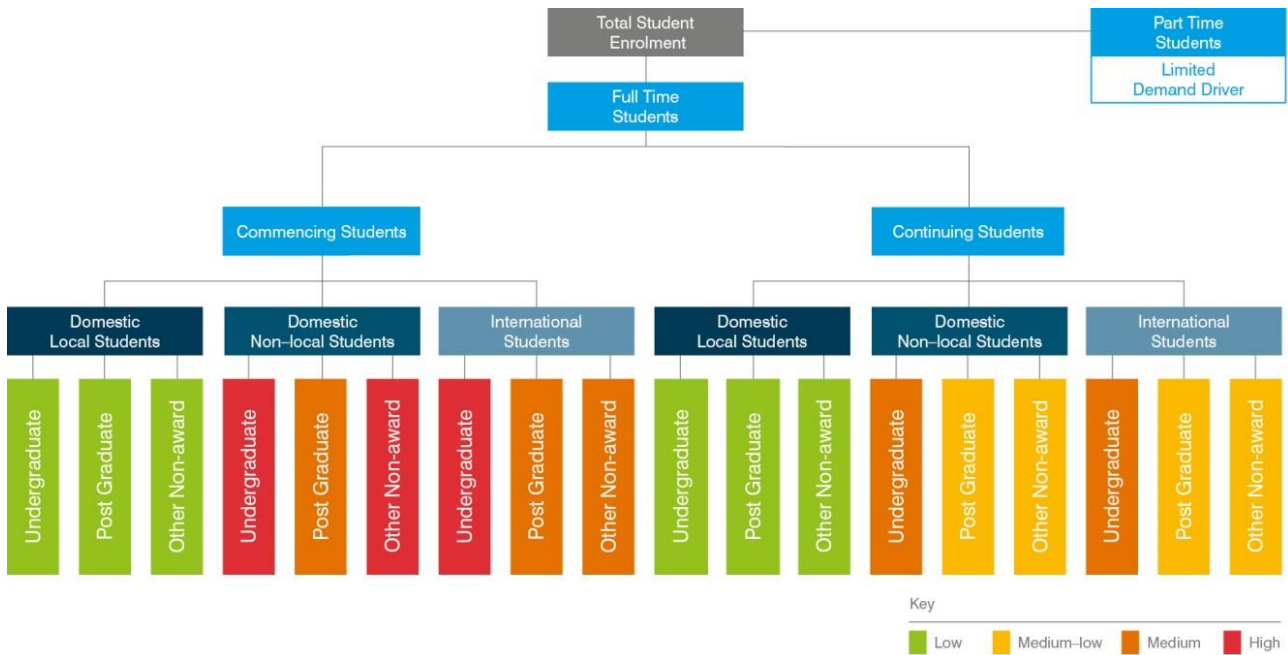 Total Student
Enrolment
Part Time
Students
Limited
Demand Driver
Full Time
Students
Commencing Students
Continuing Students
Domestic
Local Students
Domestic
Non–local Students
International
Students
Domestic
Local Students
Domestic
Non–local Students
International
Students
Undergraduate
Post Graduate
Other Non-award
Undergraduate
Post Graduate
Other Non-award
Undergraduate
Post Graduate
Other Non-award
Undergraduate
Post Graduate
Other Non-award
Undergraduate
Post Graduate
Other Non-award
Undergraduate
Post Graduate
Other Non-award
Key
Low
Medium–low
Medium
High